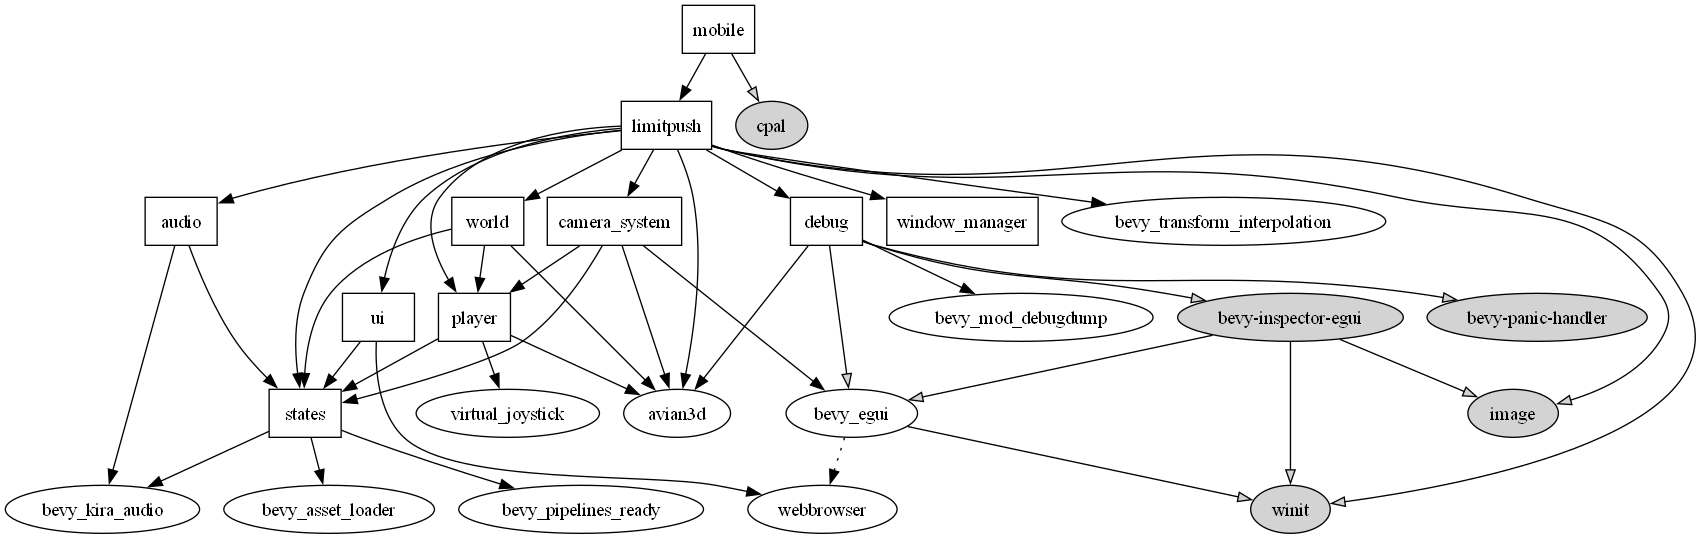 mobile
limitpush
cpal
audio
world
camera_system
debug
window_manager
bevy_transform_interpolation
ui
player
bevy_mod_debugdump
bevy-inspector-egui
bevy-panic-handler
states
virtual_joystick
avian3d
bevy_egui
image
bevy_kira_audio
bevy_asset_loader
bevy_pipelines_ready
webbrowser
winit